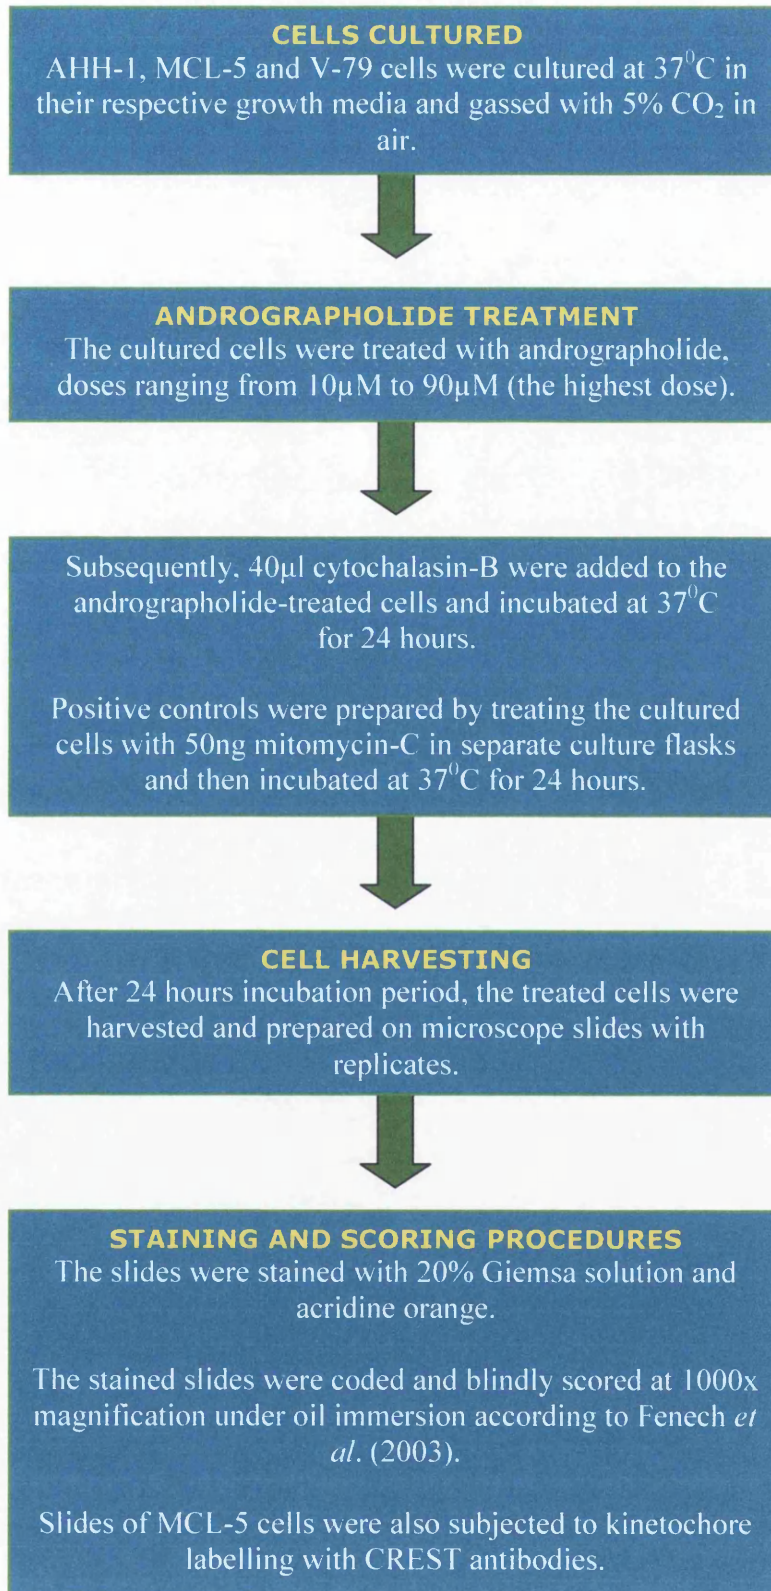 CELLS CULTURED
AHH-1, MCL-5 and V-79 cells were cultured at 37⁰C in
their respective growth media and gassed with 5% CO₂ in
air.
ANDROGRAPHOLIDE TREATMENT
The cultured cells were treated with andrographolide,
doses ranging from 10µM to 90µM (the highest dose).
Subsequently, 40µl cytochalasin-B were added to the
andrographolide-treated cells and incubated at 37⁰C
for 24 hours.
Positive controls were prepared by treating the cultured
cells with 50ng mitomycin-C in separate culture flasks
and then incubated at 37⁰C for 24 hours.
CELL HARVESTING
After 24 hours incubation period, the treated cells were
harvested and prepared on microscope slides with
replicates.
STAINING AND SCORING PROCEDURES
The slides were stained with 20% Giemsa solution and
acridine orange.
The stained slides were coded and blindly scored at 1000x
magnification under oil immersion according to Fenech et
al. (2003).
Slides of MCL-5 cells were also subjected to kinetochore
labelling with CREST antibodies.